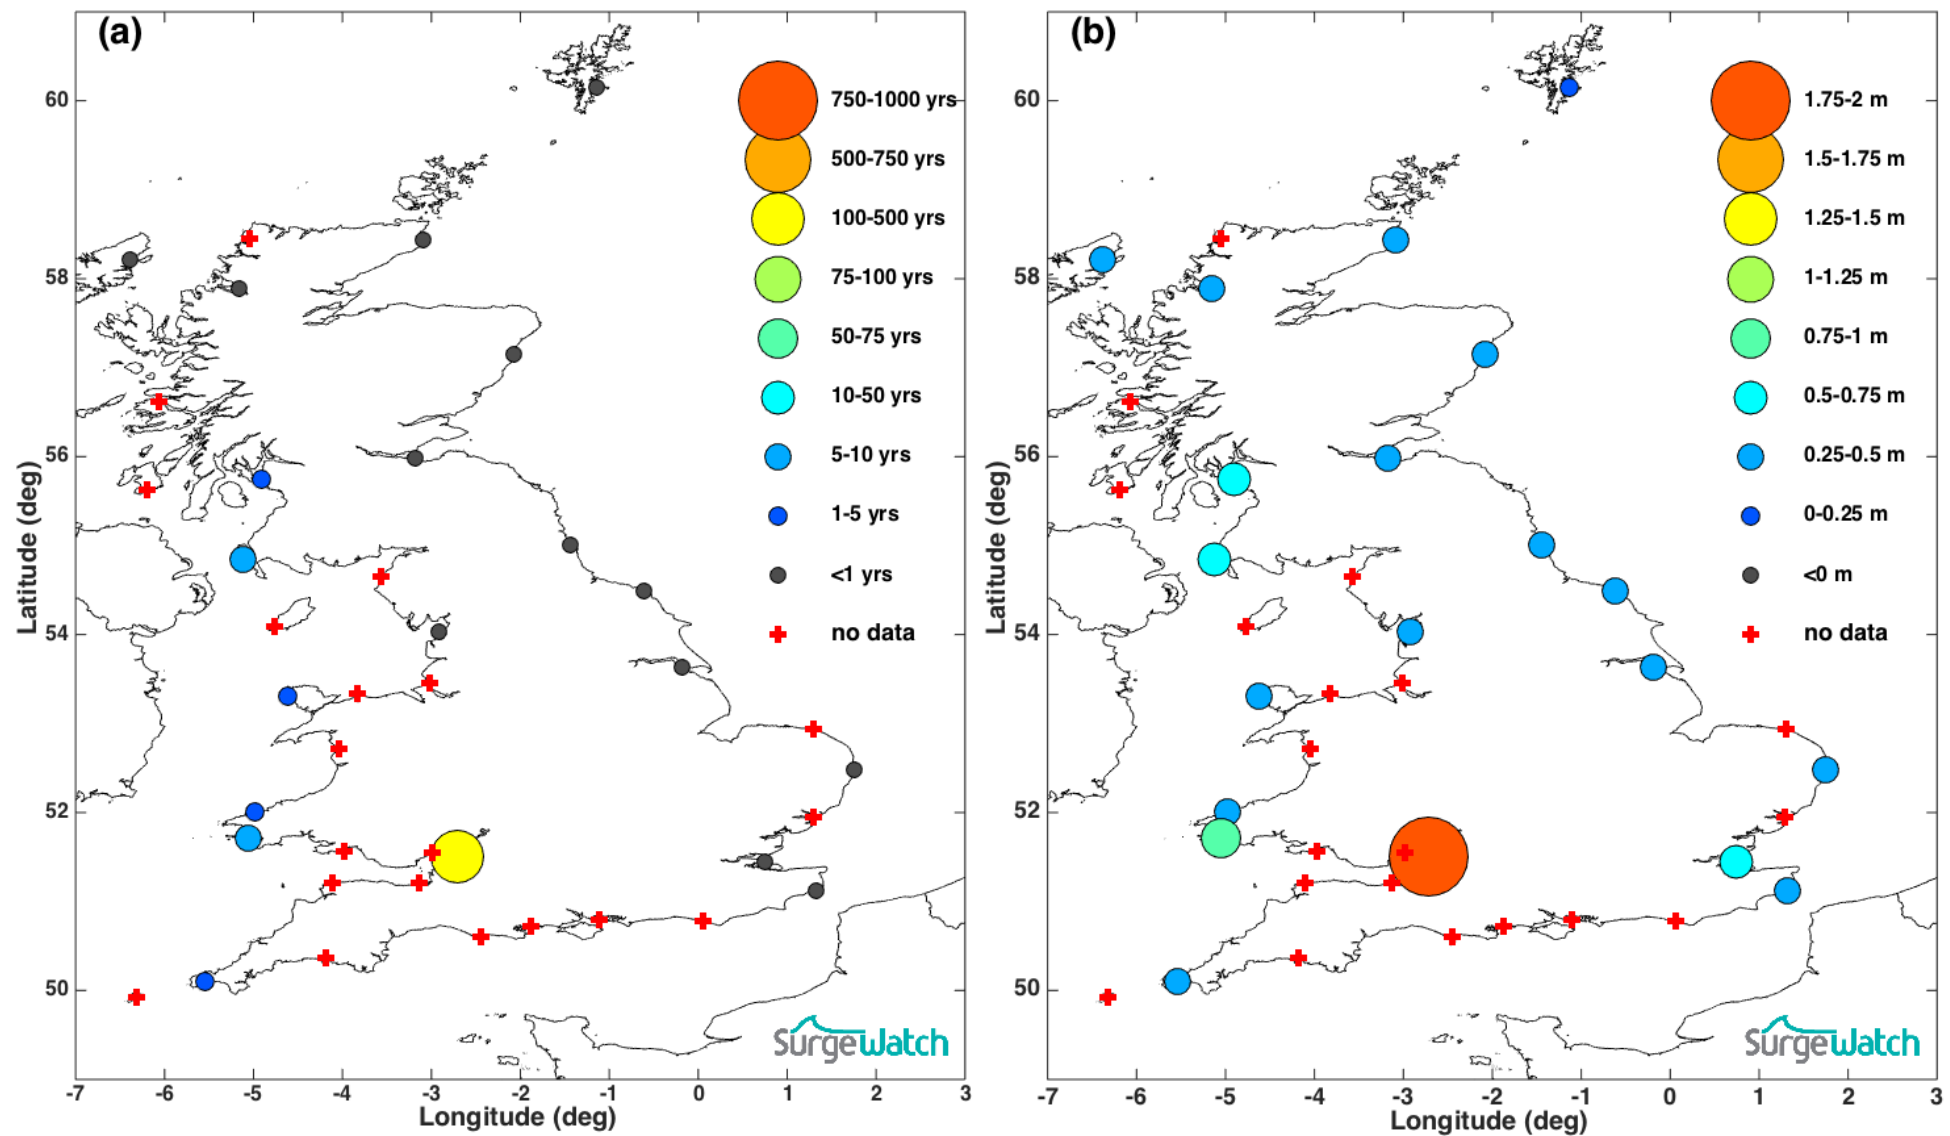 (a)
750-1000 yrs
500-750 yrs
100-500 yrs
75-100 yrs
50-75 yrs
10-50 yrs
5-10 yrs
1-5 yrs
<1 yrs
no data
60
58
56
54
52
50
Latitude (deg)
-7 -6 -5 -4 -3 -2 -1 0 1 2 3
Longitude (deg)
SurgeWatch
(b)
1.75-2 m
1.5-1.75 m
1.25-1.5 m
1-1.25 m
0.75-1 m
0.5-0.75 m
0.25-0.5 m
0-0.25 m
<0 m
no data
60
58
56
54
52
50
Latitude (deg)
-7 -6 -5 -4 -3 -2 -1 0 1 2 3
Longitude (deg)
SurgeWatch